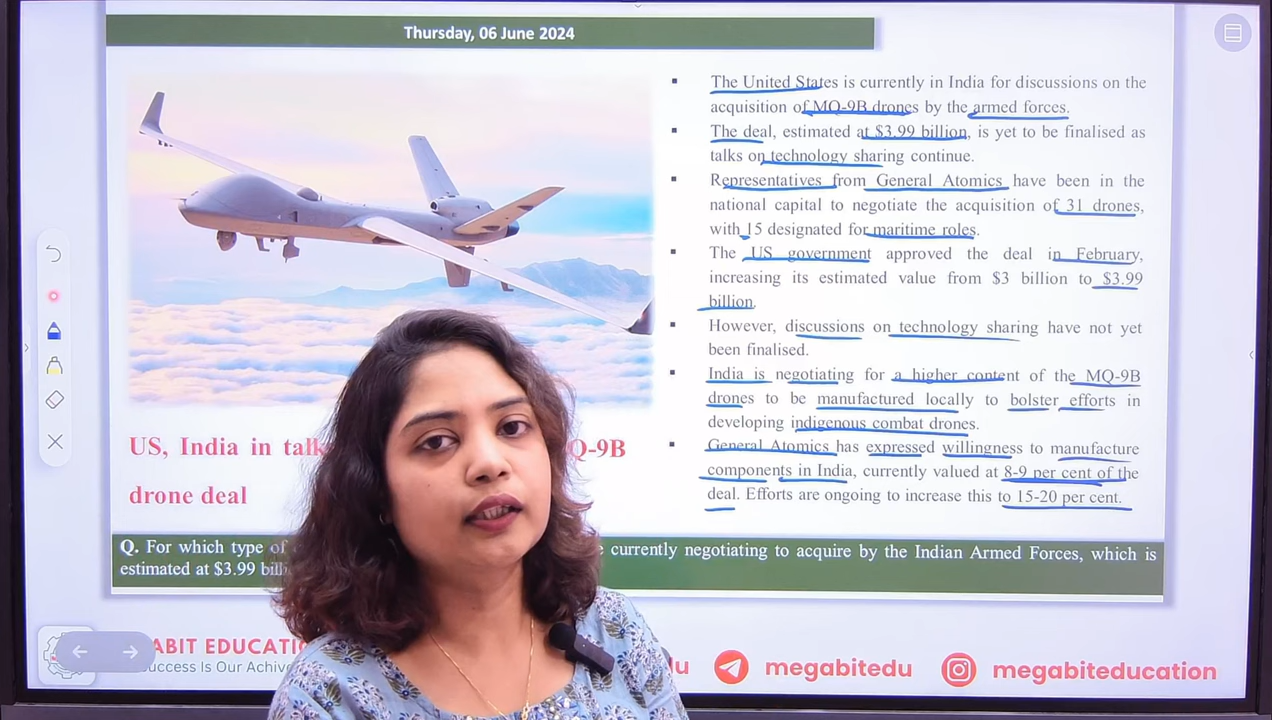 Thursday, 06 June 2024
The United States is currently in India for discussions on the
acquisition of MQ-9B drones by the armed forces.
The deal, estimated at $3.99 billion, is yet to be finalised as
talks on technology sharing continue.
Representatives from General Atomics have been in the
national capital to negotiate the acquisition of 31 drones,
with 15 designated for maritime roles.
The US government approved the deal in February,
increasing its estimated value from $3 billion to $3.99
billion.
However, discussions on technology sharing have not yet
been finalised.
India is negotiating for a higher content of the MQ-9B
drones to be manufactured locally to bolster efforts in
developing indigenous combat drones.
General Atomics has expressed willingness to manufacture
components in India, currently valued at 8-9 per cent of the
deal. Efforts are ongoing to increase this to 15-20 per cent.
US, India in talk Q-9B
drone deal
Q. For which type of currently negotiating to acquire by the Indian Armed Forces, which is
estimated at $3.99 bill
ABIT EDUCATI
uccess Is Our Achive
megabitedu
megabiteducation